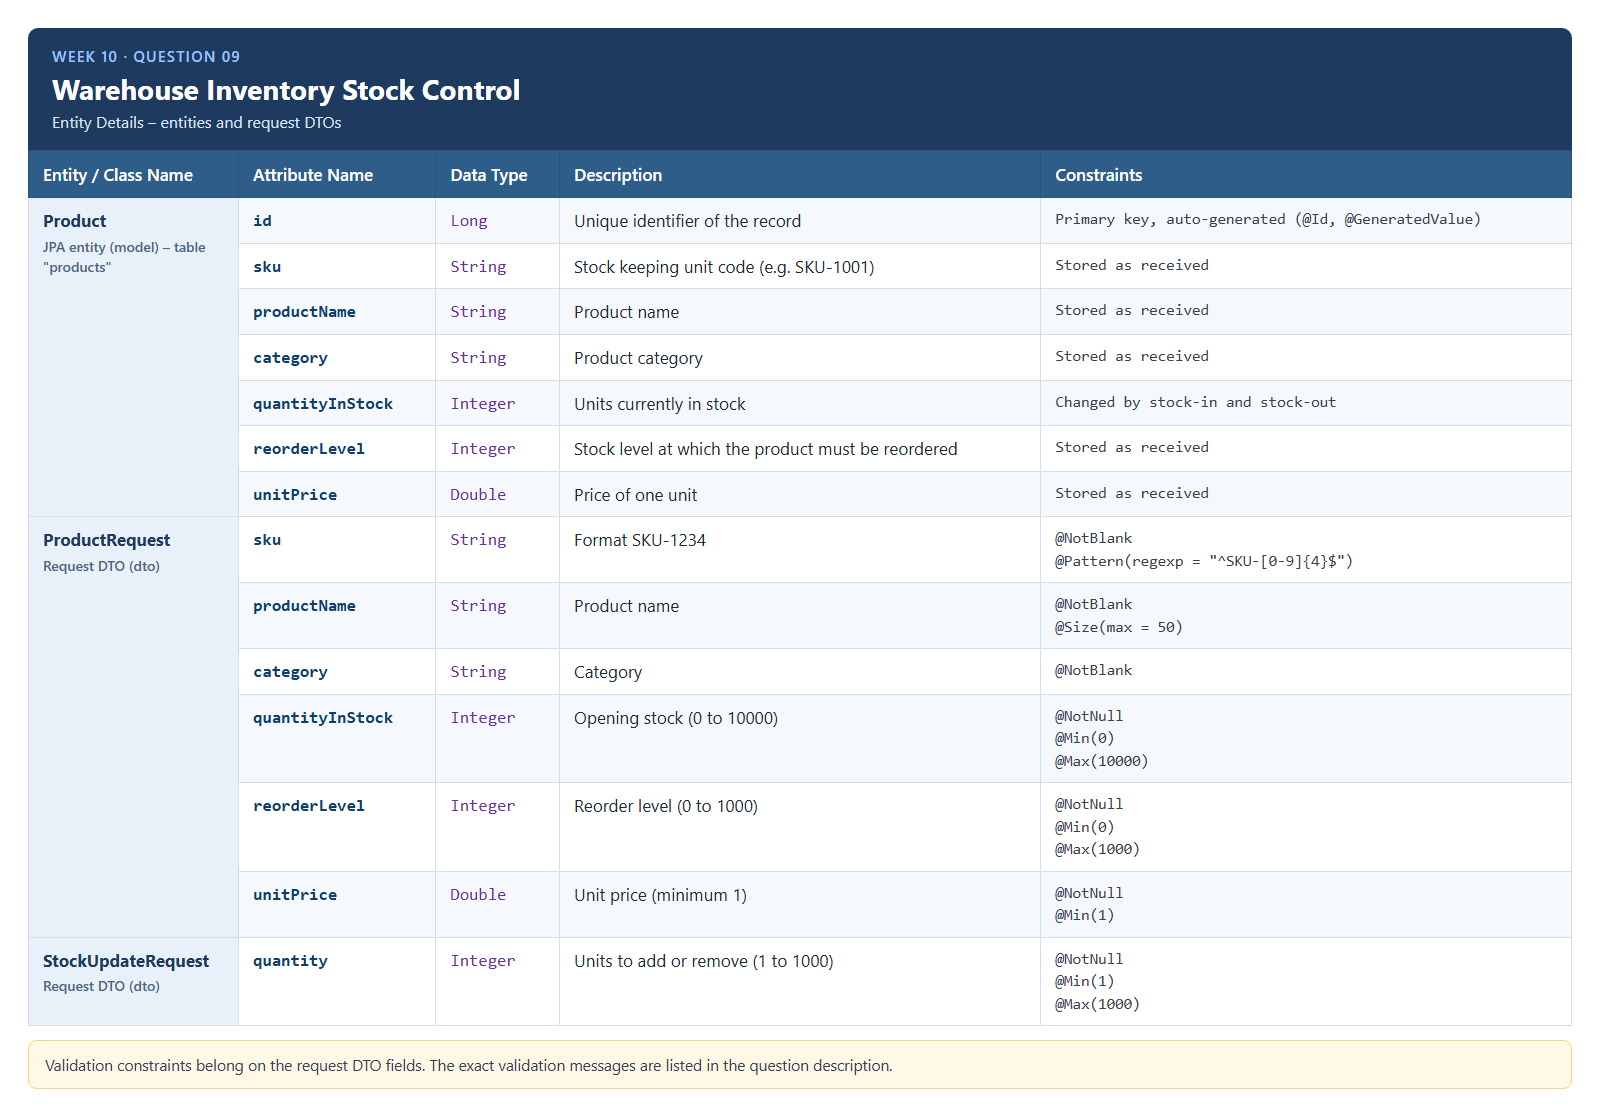 WEEK 10 · QUESTION 09
Warehouse Inventory Stock Control
Entity Details – entities and request DTOs
Entity / Class Name Attribute Name Data Type Description Constraints
Product id Long Unique identifier of the record Primary key, auto-generated (@Id, @GeneratedValue)
JPA entity (model) – table
"products"
sku String Stock keeping unit code (e.g. SKU-1001) Stored as received
productName String Product name Stored as received
category String Product category Stored as received
quantityInStock Integer Units currently in stock Changed by stock-in and stock-out
reorderLevel Integer Stock level at which the product must be reordered Stored as received
unitPrice Double Price of one unit Stored as received
ProductRequest sku String Format SKU-1234 @NotBlank
Request DTO (dto) @Pattern(regexp = "^SKU-[0-9]{4}$")
productName String Product name @NotBlank
@Size(max = 50)
category String Category @NotBlank
quantityInStock Integer Opening stock (0 to 10000) @NotNull
@Min(0)
@Max(10000)
reorderLevel Integer Reorder level (0 to 1000) @NotNull
@Min(0)
@Max(1000)
unitPrice Double Unit price (minimum 1) @NotNull
@Min(1)
StockUpdateRequest quantity Integer Units to add or remove (1 to 1000) @NotNull
Request DTO (dto) @Min(1)
@Max(1000)
Validation constraints belong on the request DTO fields. The exact validation messages are listed in the question description.